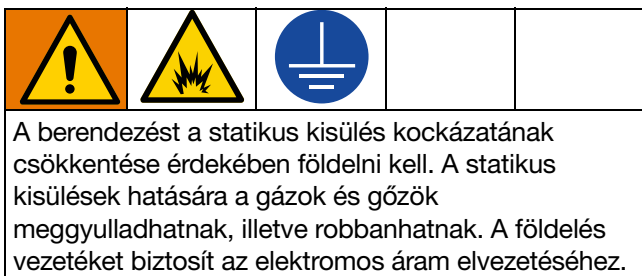 A berendezést a statikus kisülés kockázatának
csökkentése érdekében földelni kell. A statikus
kisülések hatására a gázok és gőzök
meggyulladhatnak, illetve robbanhatnak. A földelés
vezetéket biztosít az elektromos áram elvezetéséhez.